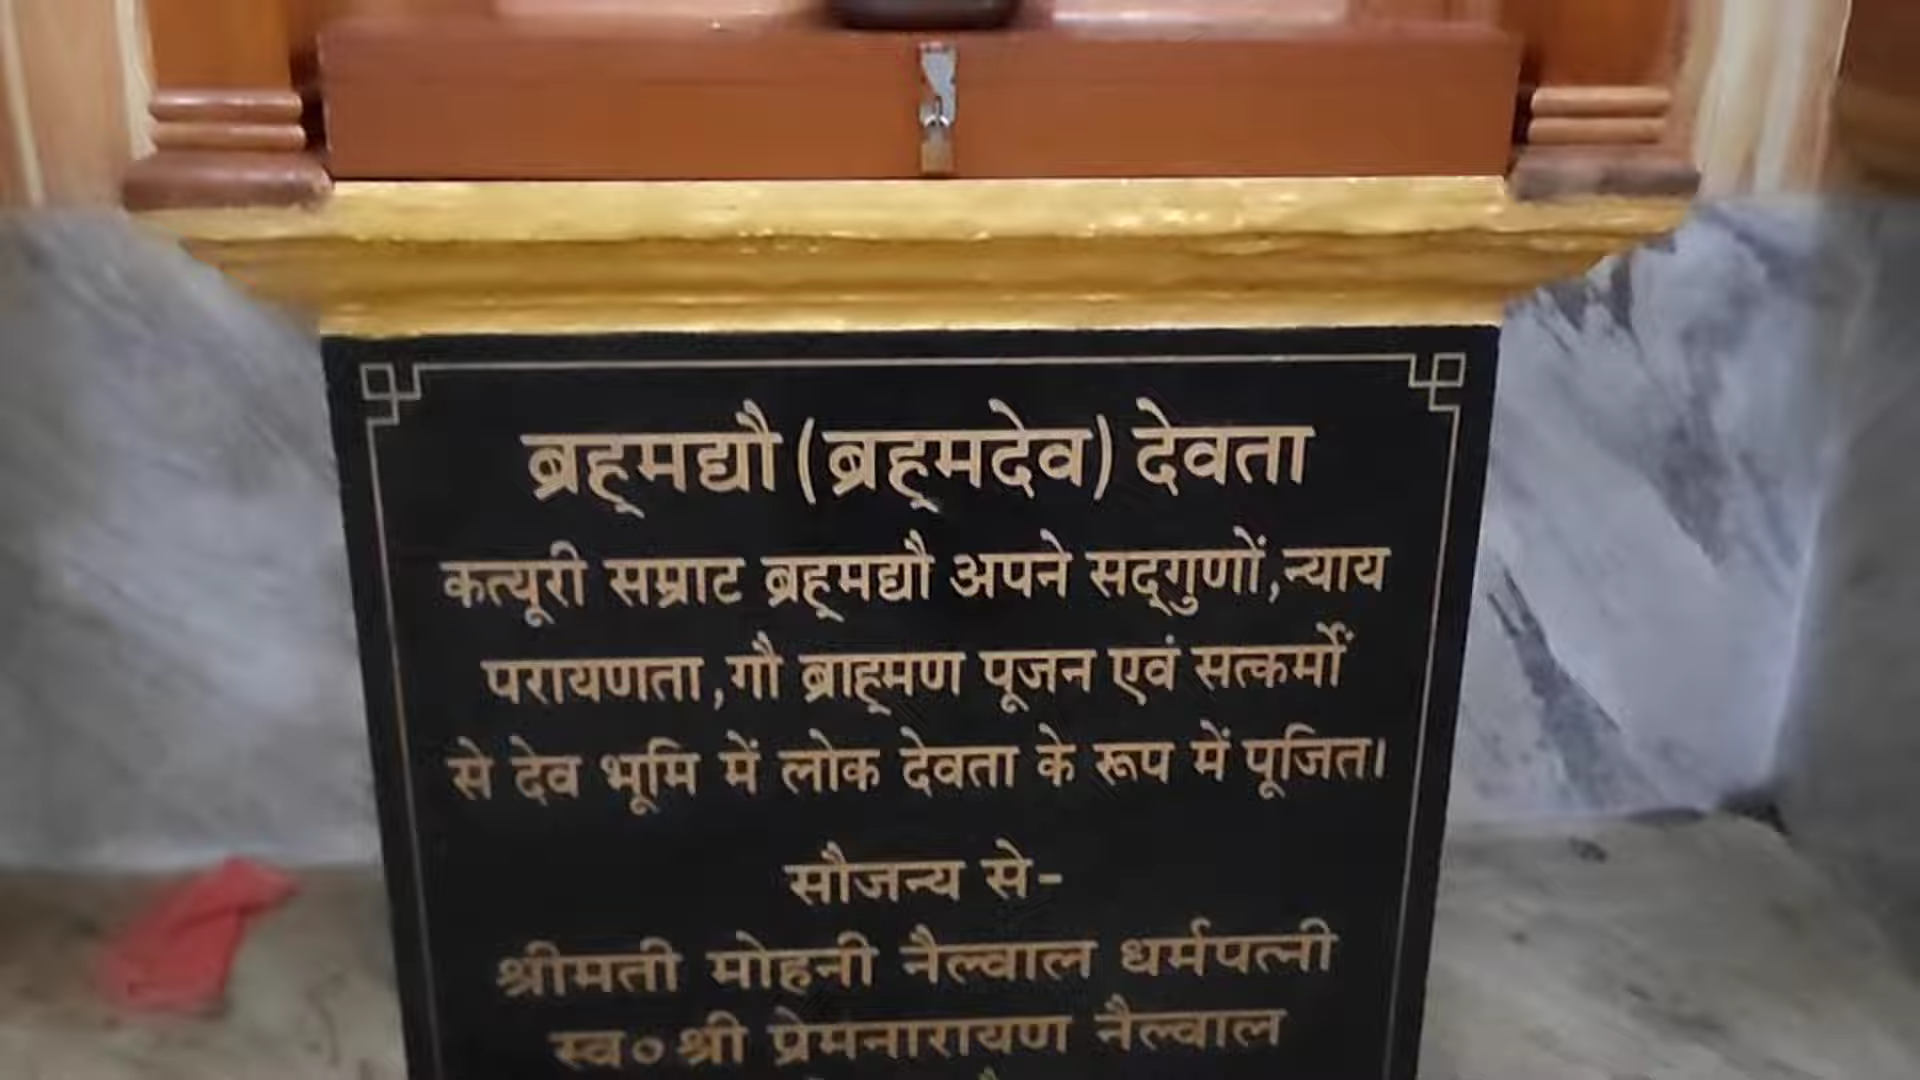 ब्रह्मद्यौ (ब्रह्मदेव) देवता
कत्यूरी सम्राट ब्रह्मद्यौ अपने सद्‌गुणों,न्याय
परायणता,गौ ब्राह्मण पूजन एवं सत्कर्मों
से देव भूमि में लोक देवता के रूप में पूजित।
सौजन्य से-
श्रीमती मोहनी नैल्वाल धर्मपत्नी
स्व० श्री प्रेमनारायण नैल्वाल